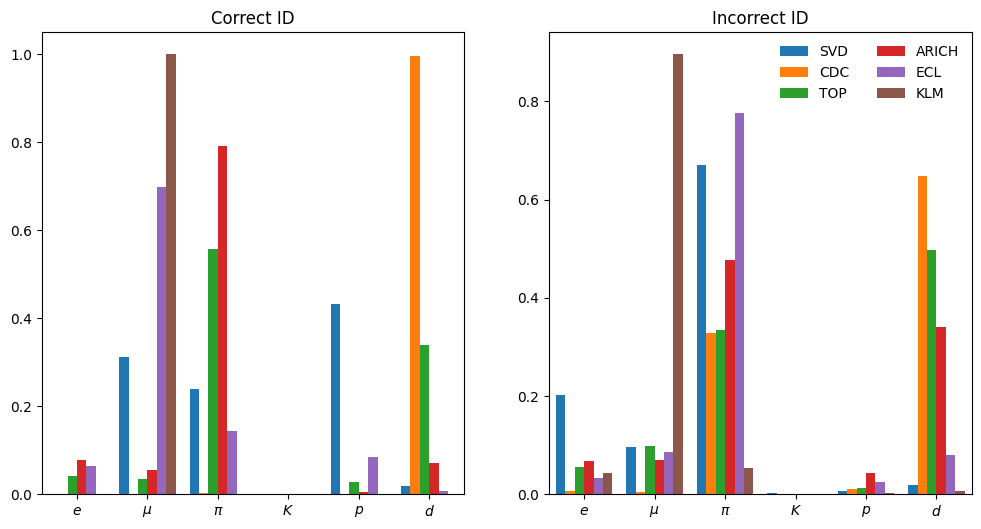 Correct ID
1.0
0.8
0.6
0.4
0.2
0.0
e μ π K p d
Incorrect ID
SVD ARICH
CDC ECL
TOP KLM
0.8
0.6
0.4
0.2
0.0
e μ π K p d